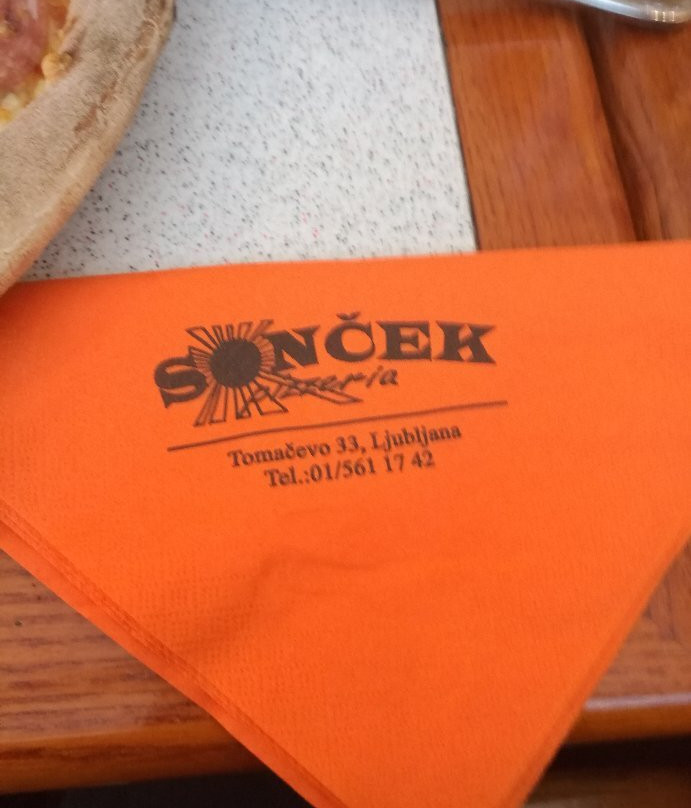 SONČEK
pizzeria
Tomačevo 33, Ljubljana
Tel.:01/561 17 42